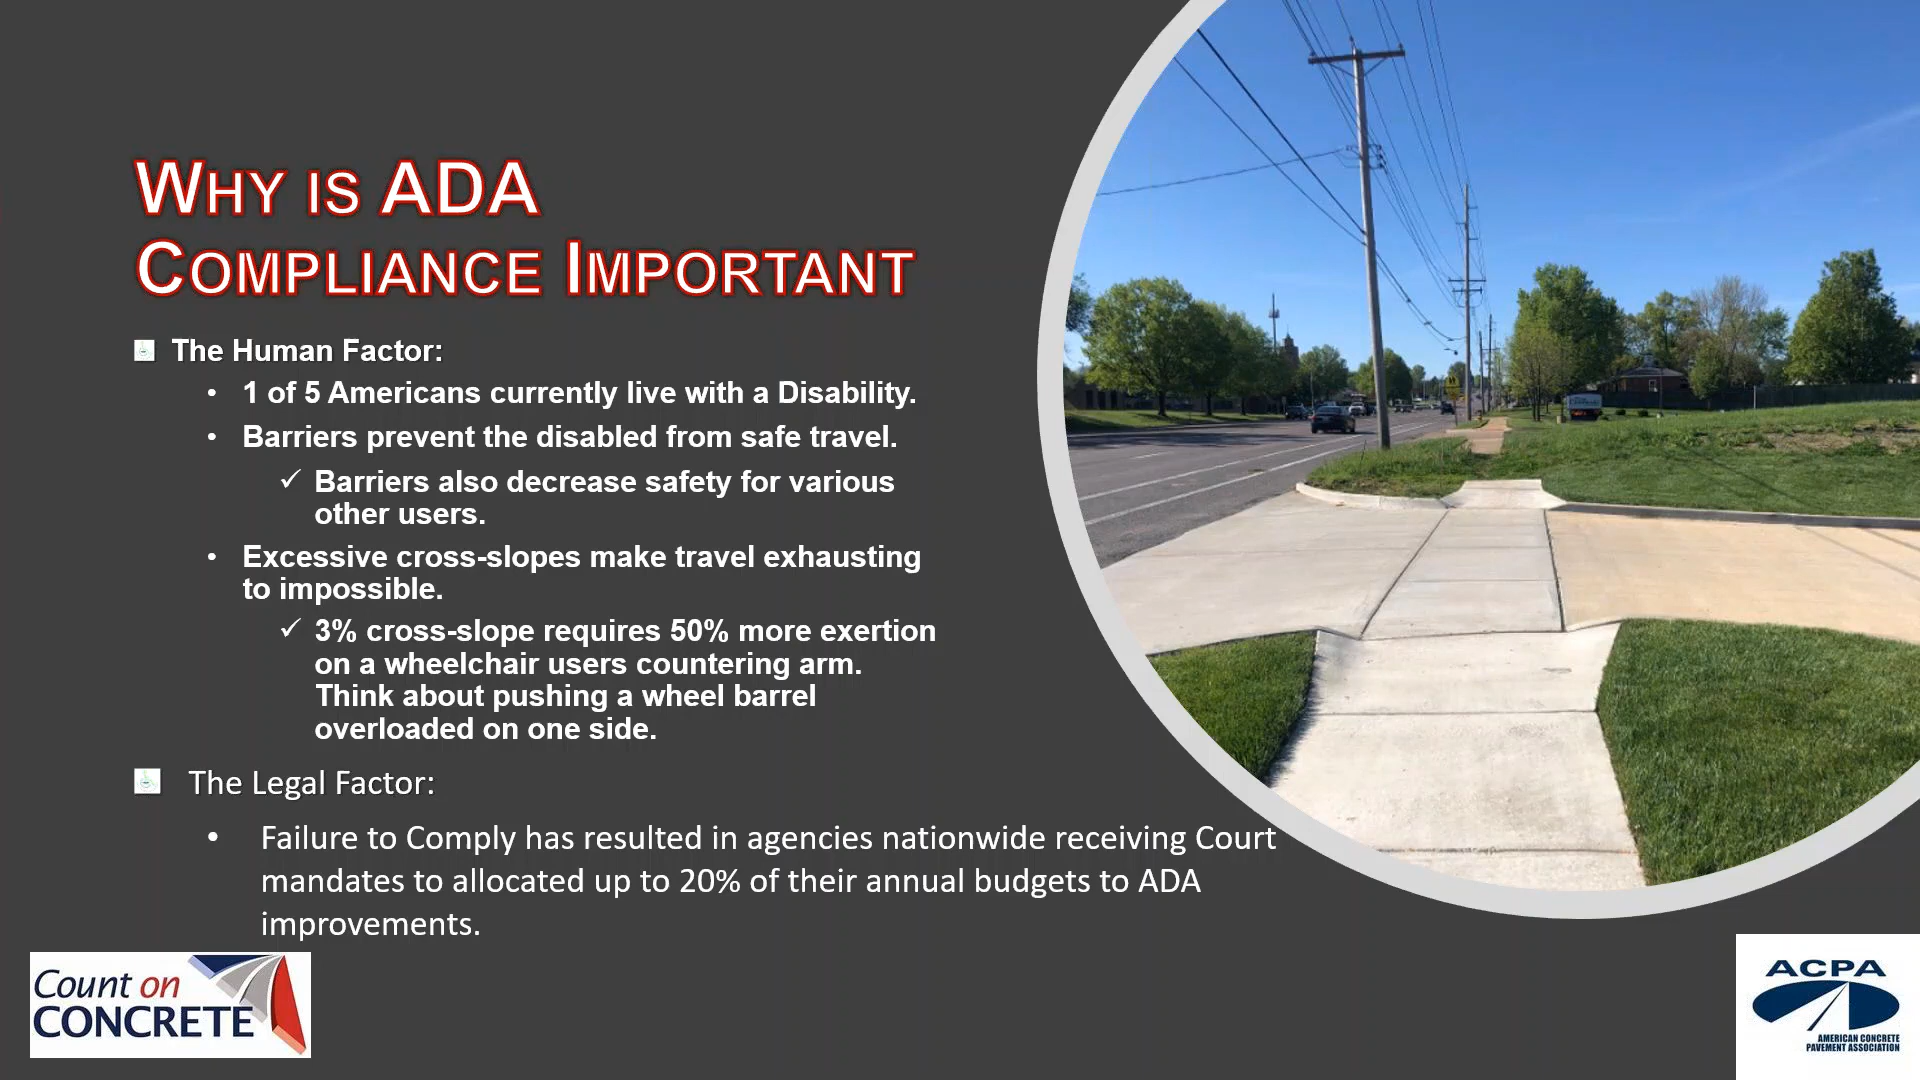 WHY IS ADA
COMPLIANCE IMPORTANT
The Human Factor:
• 1 of 5 Americans currently live with a Disability.
• Barriers prevent the disabled from safe travel.
✓ Barriers also decrease safety for various
other users.
• Excessive cross-slopes make travel exhausting
to impossible.
✓ 3% cross-slope requires 50% more exertion
on a wheelchair users countering arm.
Think about pushing a wheel barrel
overloaded on one side.
The Legal Factor:
• Failure to Comply has resulted in agencies nationwide receiving Court
mandates to allocated up to 20% of their annual budgets to ADA
improvements.
Count on
CONCRETE
ACPA
AMERICAN CONCRETE
PAVEMENT ASSOCIATION